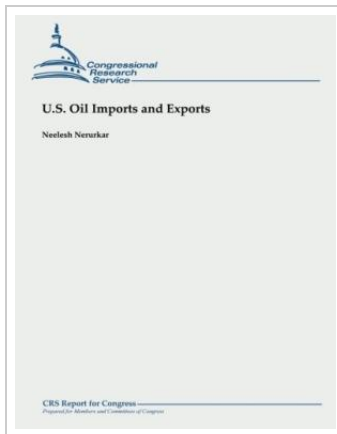 Congressional
Research
Service
U.S. Oil Imports and Exports
Neelesh Nerurkar
CRS Report for Congress
Prepared for Members and Committees of Congress